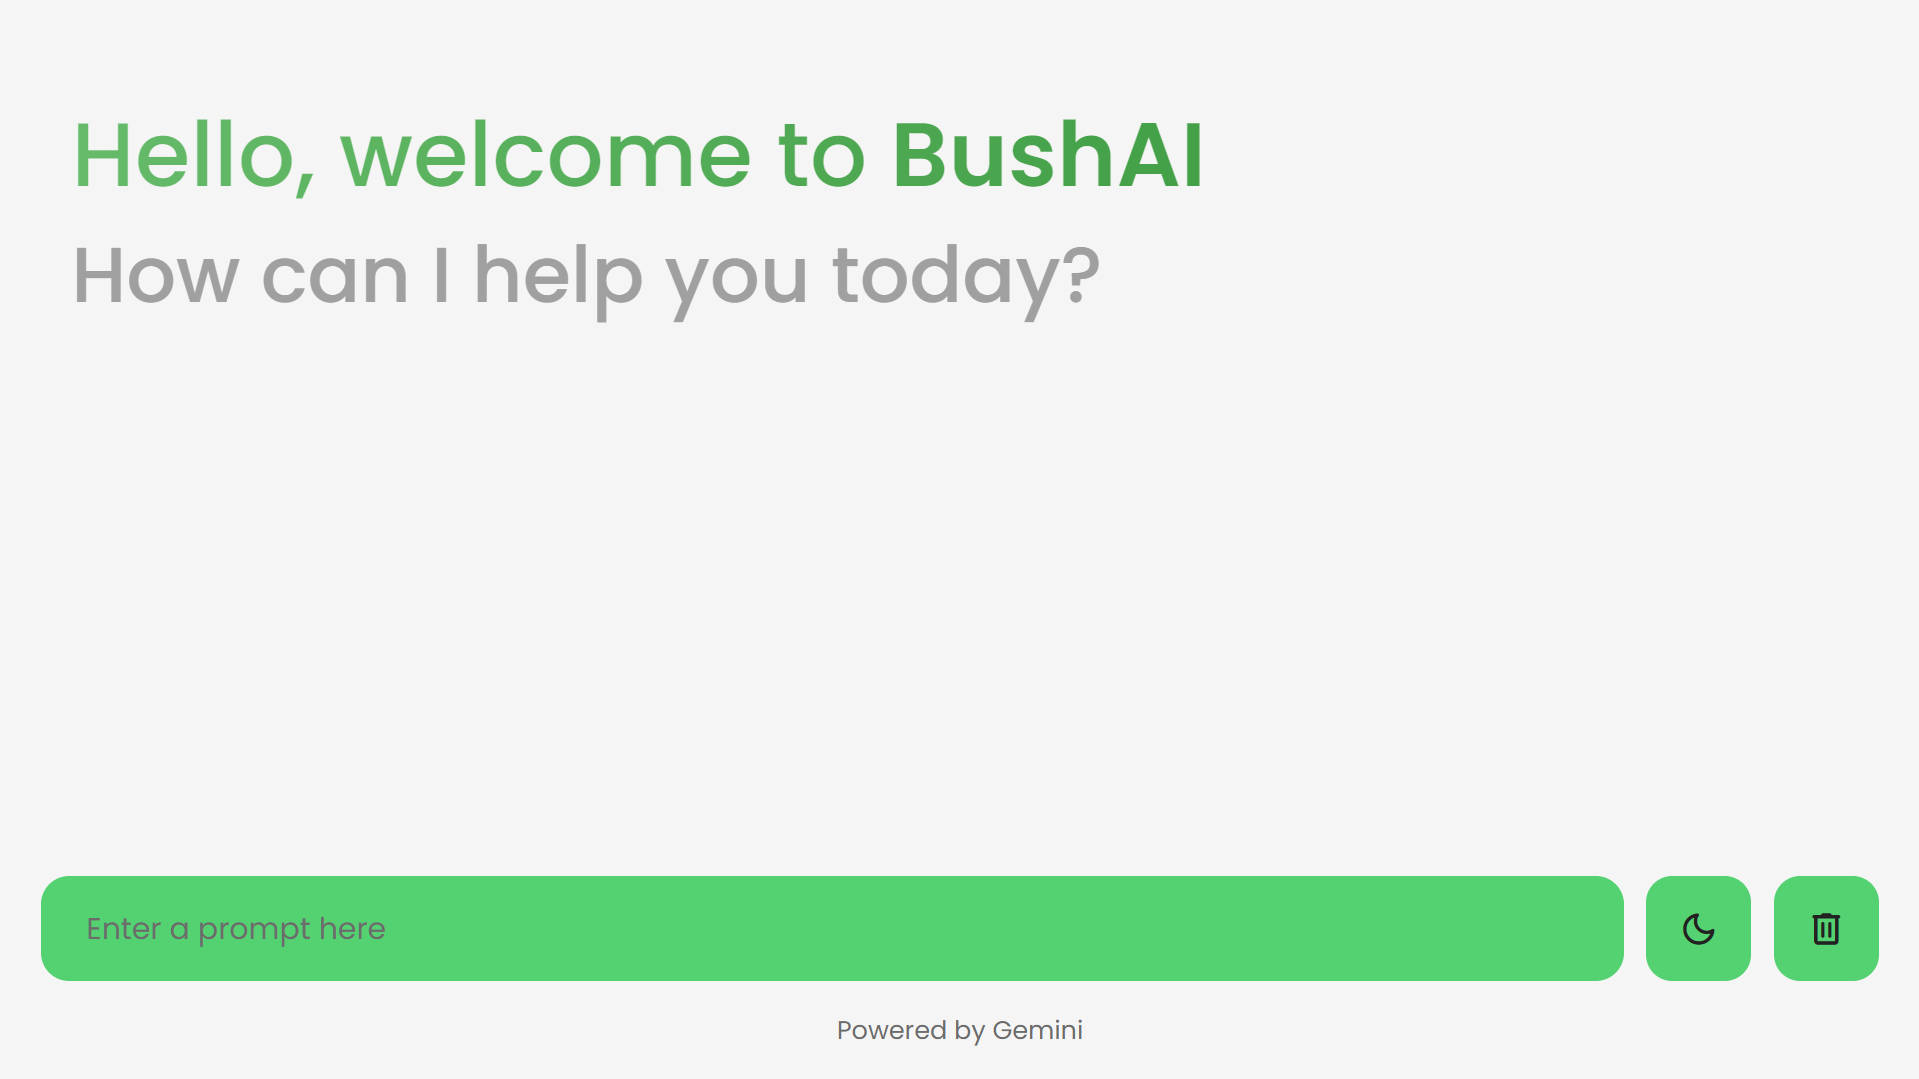 Hello, welcome to BushAI
How can I help you today?
Enter a prompt here
Powered by Gemini